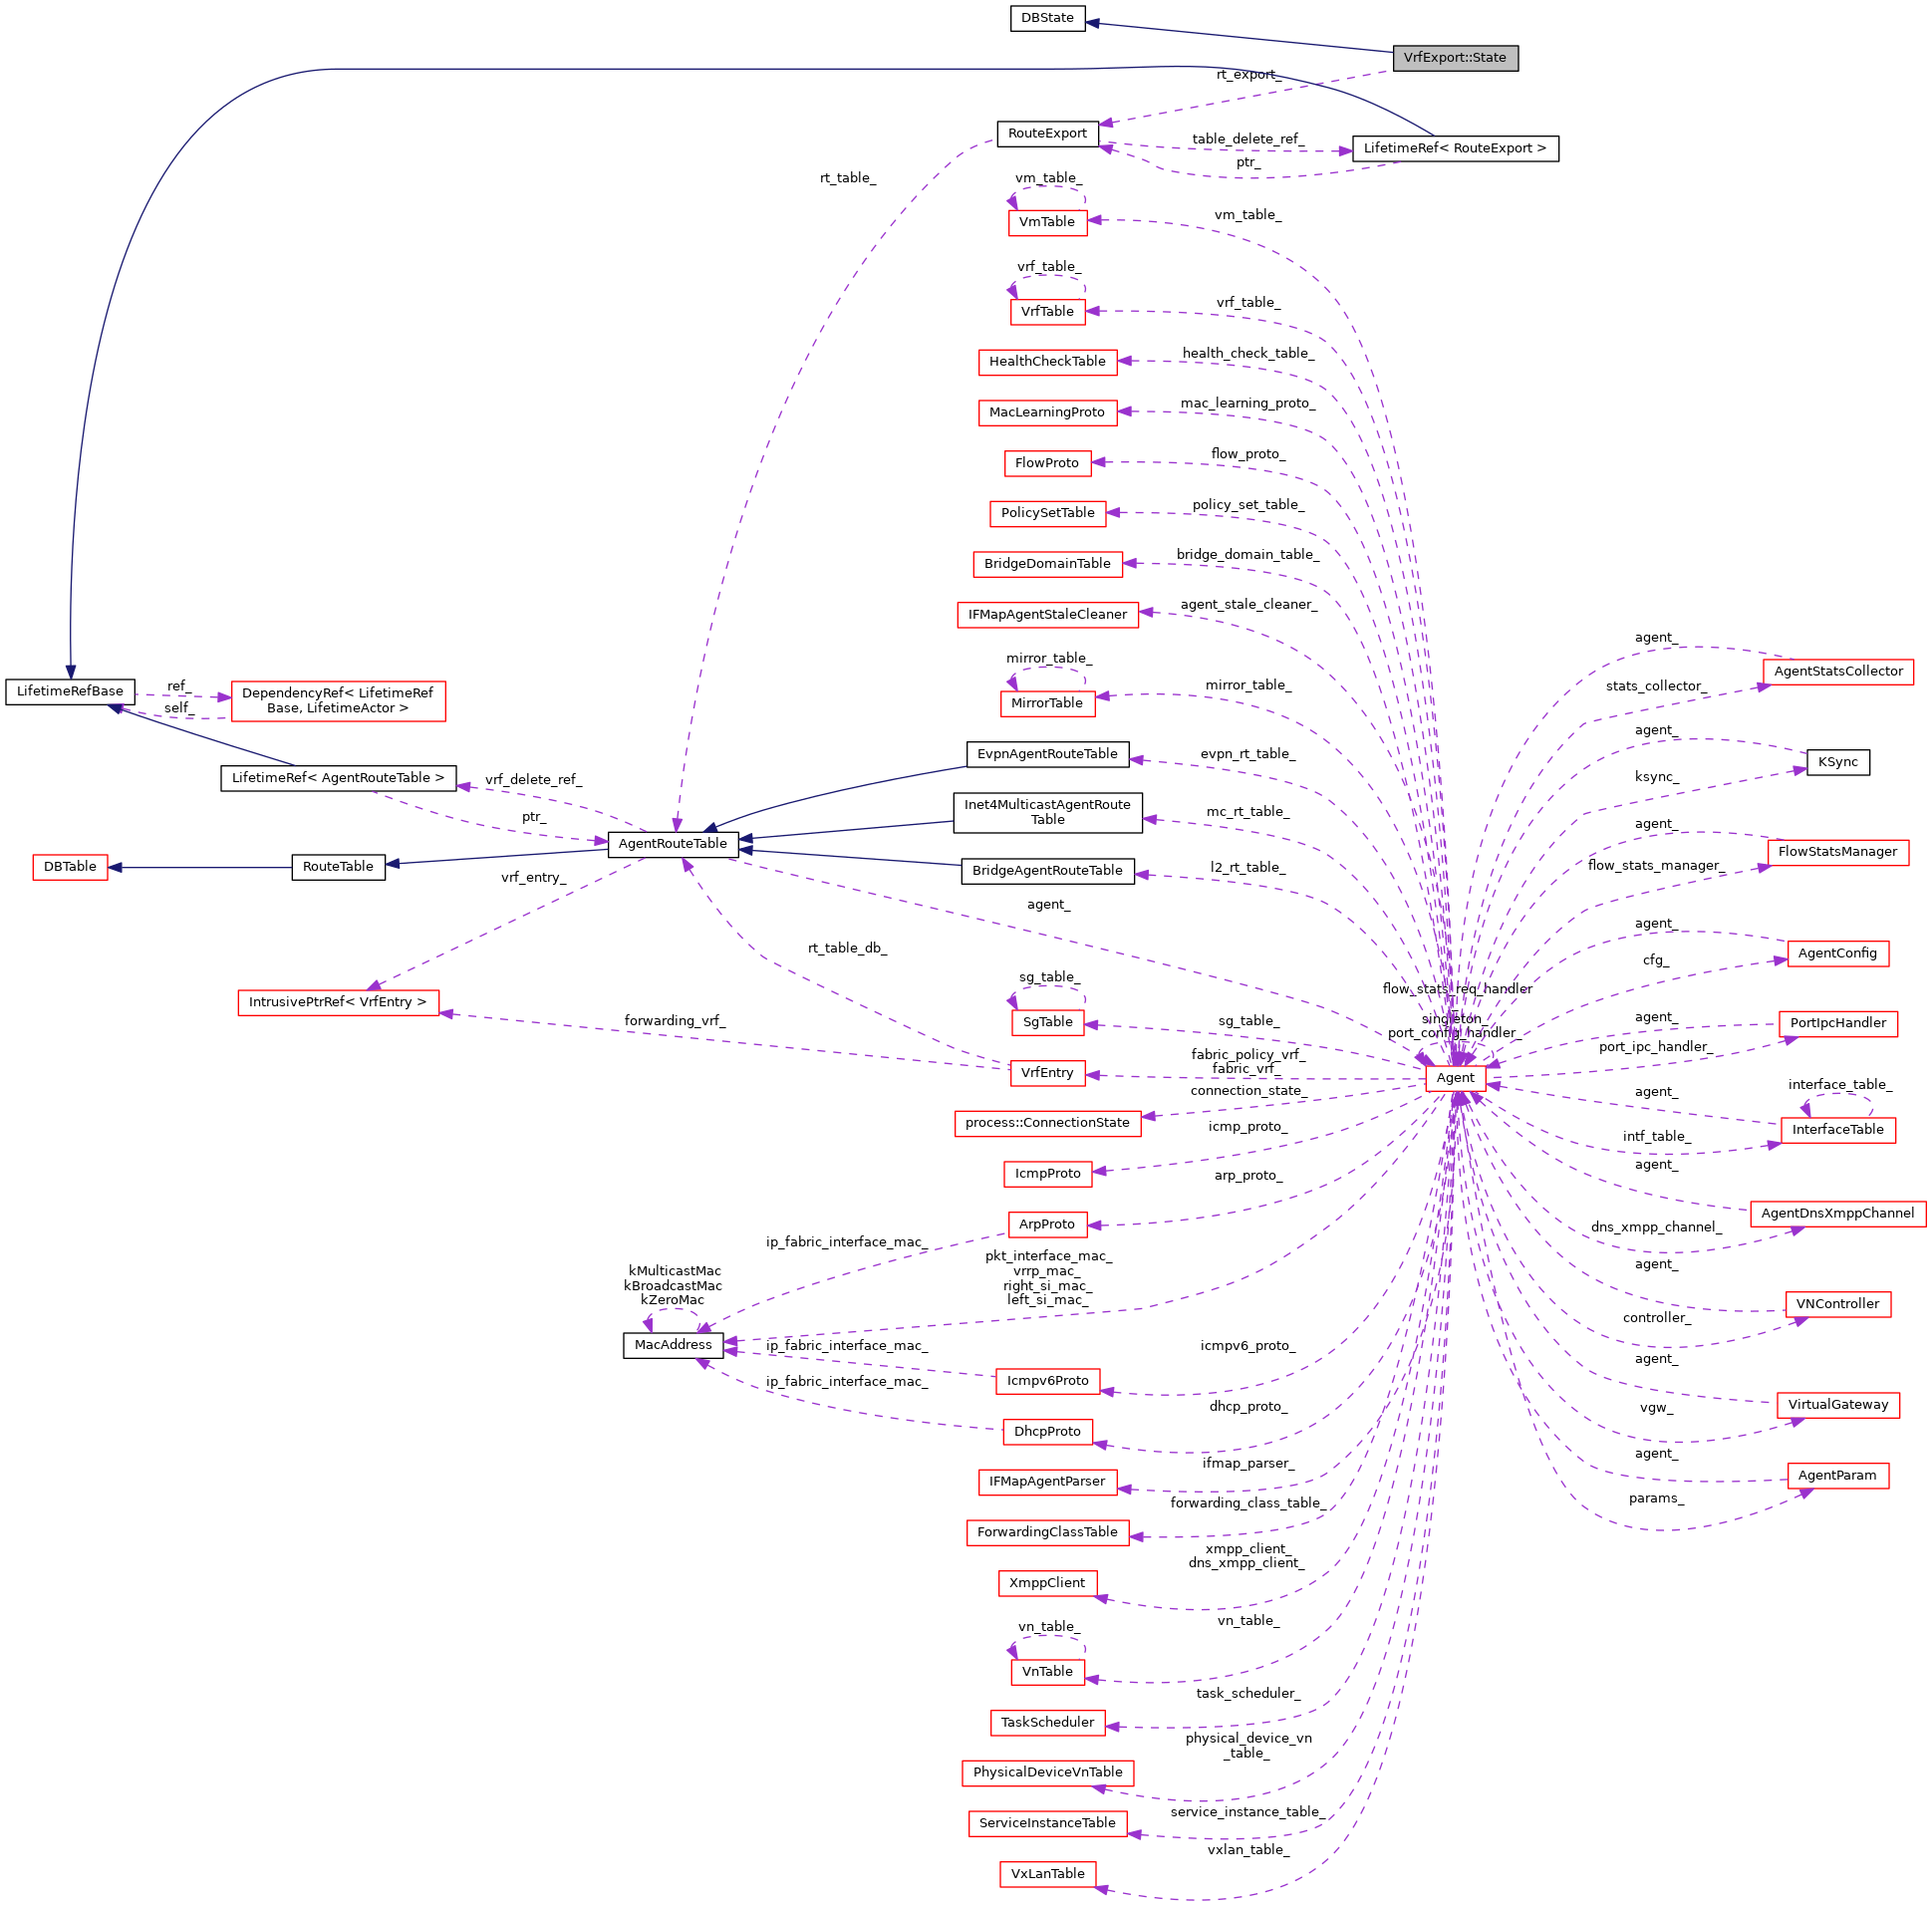 DBState
VrfExport::State
rt_export_
RouteExport
table_delete_ref_
LifetimeRef< RouteExport >
ptr_
rt_table_
vm_table_
VmTable
vm_table_
vrf_table_
VrfTable
vrf_table_
HealthCheckTable
health_check_table_
MacLearningProto
mac_learning_proto_
FlowProto
flow_proto_
PolicySetTable
policy_set_table_
BridgeDomainTable
bridge_domain_table_
IFMapAgentStaleCleaner
agent_stale_cleaner_
mirror_table_
MirrorTable
mirror_table_
agent_
AgentStatsCollector
stats_collector_
LifetimeRefBase
ref_
self_
DependencyRef< LifetimeRef
Base, LifetimeActor >
EvpnAgentRouteTable
evpn_rt_table_
agent_
KSync
ksync_
LifetimeRef< AgentRouteTable >
vrf_delete_ref_
ptr_
Inet4MulticastAgentRoute
Table
mc_rt_table_
agent_
FlowStatsManager
flow_stats_manager_
DBTable
RouteTable
AgentRouteTable
BridgeAgentRouteTable
l2_rt_table_
vrf_entry_
agent_
rt_table_db_
agent_
AgentConfig
cfg_
IntrusivePtrRef< VrfEntry >
forwarding_vrf_
sg_table_
SgTable
sg_table_
flow_stats_req_handler
singleton_
port_config_handler_
agent_
PortIpcHandler
port_ipc_handler_
VrfEntry
fabric_policy_vrf_
fabric_vrf_
Agent
process::ConnectionState
connection_state_
agent_
interface_table_
InterfaceTable
intf_table_
IcmpProto
icmp_proto_
agent_
AgentDnsXmppChannel
dns_xmpp_channel_
ArpProto
arp_proto_
ip_fabric_interface_mac_
pkt_interface_mac_
vrrp_mac_
right_si_mac_
left_si_mac_
kMulticastMac
kBroadcastMac
kZeroMac
MacAddress
agent_
VNController
controller_
ip_fabric_interface_mac_
Icmpv6Proto
icmpv6_proto_
ip_fabric_interface_mac_
DhcpProto
dhcp_proto_
agent_
VirtualGateway
vgw_
IFMapAgentParser
ifmap_parser_
agent_
AgentParam
params_
ForwardingClassTable
forwarding_class_table_
XmppClient
xmpp_client_
dns_xmpp_client_
vn_table_
VnTable
vn_table_
TaskScheduler
task_scheduler_
PhysicalDeviceVnTable
physical_device_vn
_table_
ServiceInstanceTable
service_instance_table_
VxLanTable
vxlan_table_